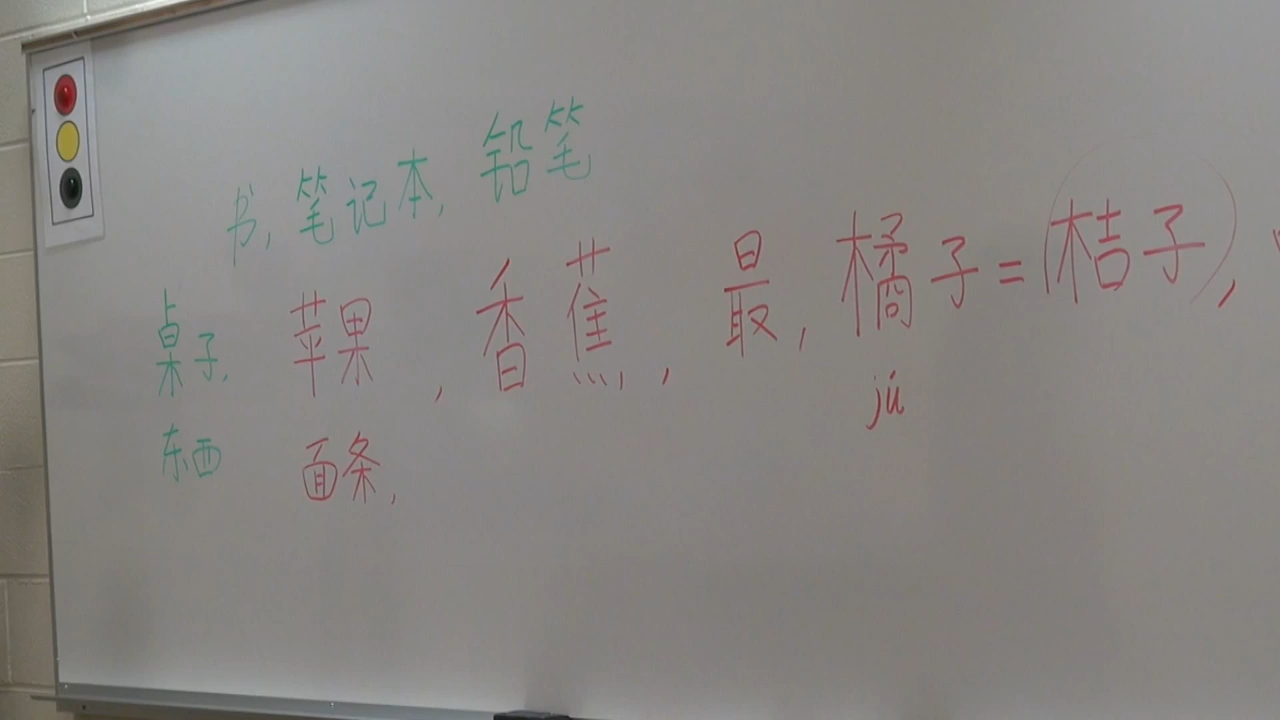 书, 笔记本, 铅笔
桌子, 苹果, 香蕉, 最, 橘子=(桔子),
jú
东西 面条,